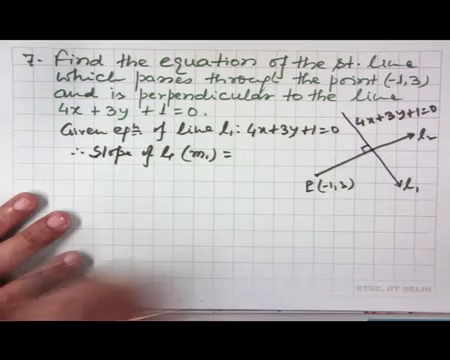 7. Find the equation of the st. line
which passes through the point (-1,3)
and is perpendicular to the line
4x + 3y + 1 = 0.
4x+3y+1=0
Given eqn of line l₁: 4x+3y+1=0
l₂
∴ Slope of l₁ (m₁) =
P(-1,3)
l₁
ETSC, IIT DELHI